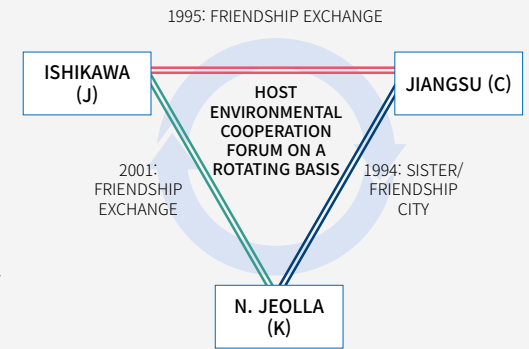 1995: FRIENDSHIP EXCHANGE
ISHIKAWA
(J)
JIANGSU (C)
HOST
ENVIRONMENTAL
COOPERATION
FORUM ON A
ROTATING BASIS
2001:
FRIENDSHIP
EXCHANGE
1994: SISTER/
FRIENDSHIP
CITY
N. JEOLLA
(K)